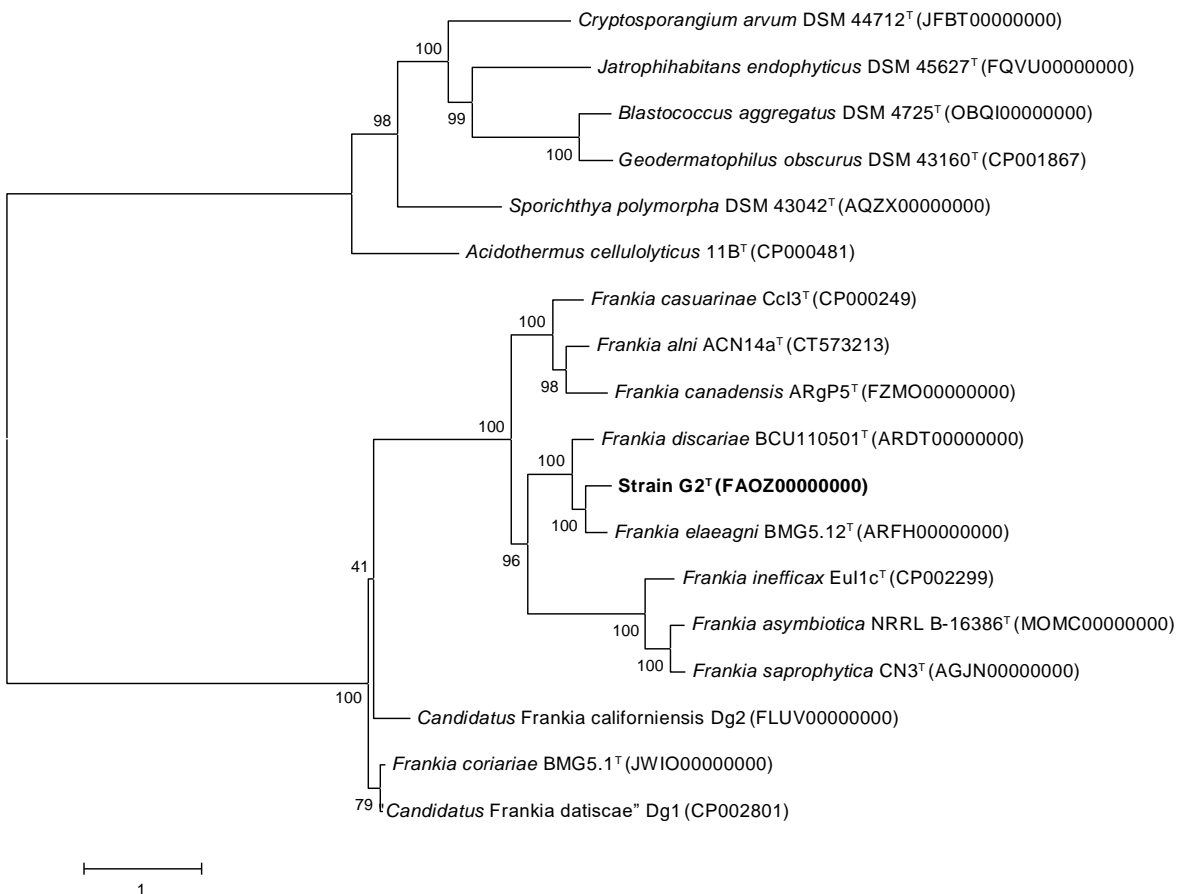 Cryptosporangium arvum DSM 44712ᵀ (JFBT00000000)
100
Jatrophihabitans endophyticus DSM 45627ᵀ (FQVU00000000)
98
99
Blastococcus aggregatus DSM 4725ᵀ (OBQI00000000)
100
Geodermatophilus obscurus DSM 43160ᵀ (CP001867)
Sporichthya polymorpha DSM 43042ᵀ (AQZX00000000)
Acidothermus cellulolyticus 11Bᵀ (CP000481)
Frankia casuarinae CcI3ᵀ (CP000249)
100
Frankia alni ACN14aᵀ (CT573213)
98
Frankia canadensis ARgP5ᵀ (FZMO00000000)
100
Frankia discariae BCU110501ᵀ (ARDT00000000)
100
Strain G2ᵀ (FAOZ00000000)
100
Frankia elaeagni BMG5.12ᵀ (ARFH00000000)
96
41
Frankia inefficax EuI1cᵀ (CP002299)
100
Frankia asymbiotica NRRL B-16386ᵀ (MOMC00000000)
100
Frankia saprophytica CN3ᵀ (AGJN00000000)
100
Candidatus Frankia californiensis Dg2 (FLUV00000000)
Frankia coriariae BMG5.1ᵀ (JWIO00000000)
79
'Candidatus Frankia datiscae” Dg1 (CP002801)
1